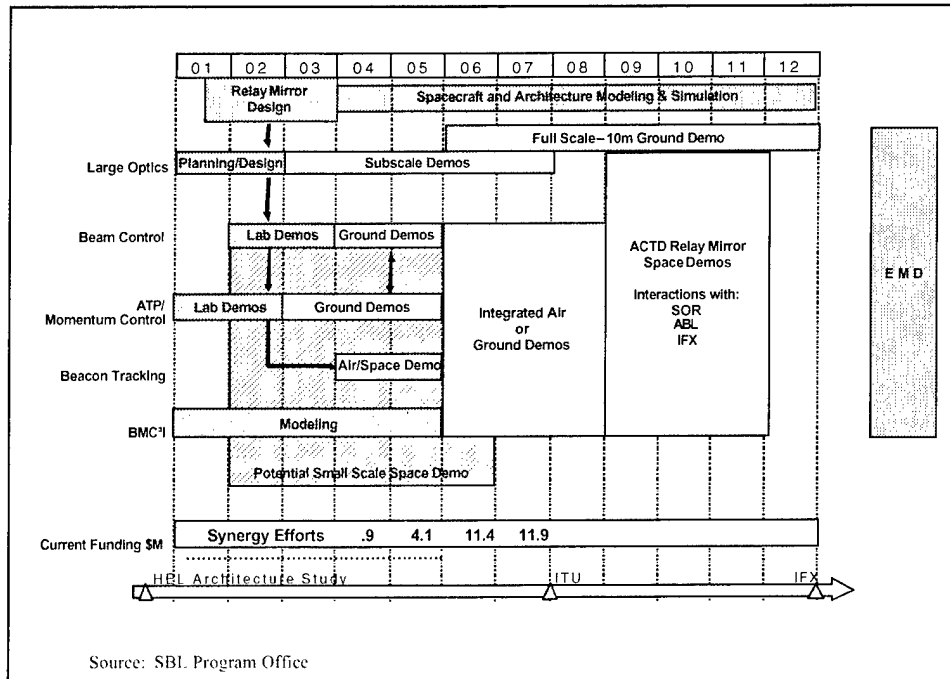 01 02 03 04 05 06 07 08 09 10 11 12
Relay Mirror
Design
Spacecraft and Architecture Modeling & Simulation
Full Scale– 10m Ground Demo
Large Optics
Planning/Design
Subscale Demos
Beam Control
Lab Demos
Ground Demos
ATP/
Momentum Control
Lab Demos
Ground Demos
Integrated Air
or
Ground Demos
ACTD Relay Mirror
Space Demos
Interactions with:
SOR
ABL
IFX
EMD
Beacon Tracking
Air/Space Demo
BMC³I
Modeling
Potential Small Scale Space Demo
Current Funding $M
Synergy Efforts .9 4.1 11.4 11.9
HEL Architecture Study
ITU
IFX
Source: SBL Program Office